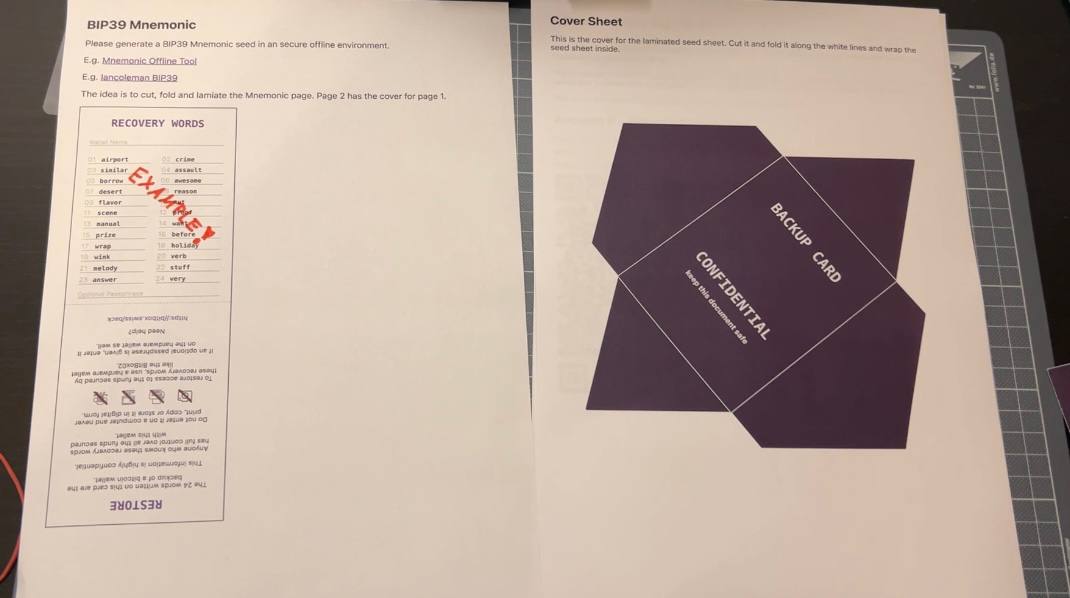 BIP39 Mnemonic
Please generate a BIP39 Mnemonic seed in an secure offline environment.
E.g. Mnemonic Offline Tool
E.g. Iancoleman BIP39
The idea is to cut, fold and lamiate the Mnemonic page. Page 2 has the cover for page 1.
RECOVERY WORDS
Wallet Name
01 airport 02 crime
03 similar 04 assault
05 borrow 06 awesome
07 desert reason
09 flavor
11 scene 12 proof
13 manual 14
15 prize 16 before
17 wrap 18 holiday
19 wink 20 verb
21 melody 22 stuff
23 answer 24 very
EXAMPLE!
Optional Passphrase
RESTORE
The 24 words written on this card are the
backup of a bitcoin wallet.
This information is highly confidential.
Anyone who knows these recovery words
has full control over all the funds secured
with this wallet.
Do not enter it on a computer and never
print, copy or store it in digital form.
To restore access to the funds secured by
these recovery words, use a hardware wallet
like the BitBox02.
If an optional passphrase is given, enter it
on the hardware wallet as well.
Need help?
https://bitbox.swiss/back
Cover Sheet
This is the cover for the laminated seed sheet. Cut it and fold it along the white lines and wrap the
seed sheet inside.
BACKUP CARD
CONFIDENTIAL
keep this document safe
www.folia.de